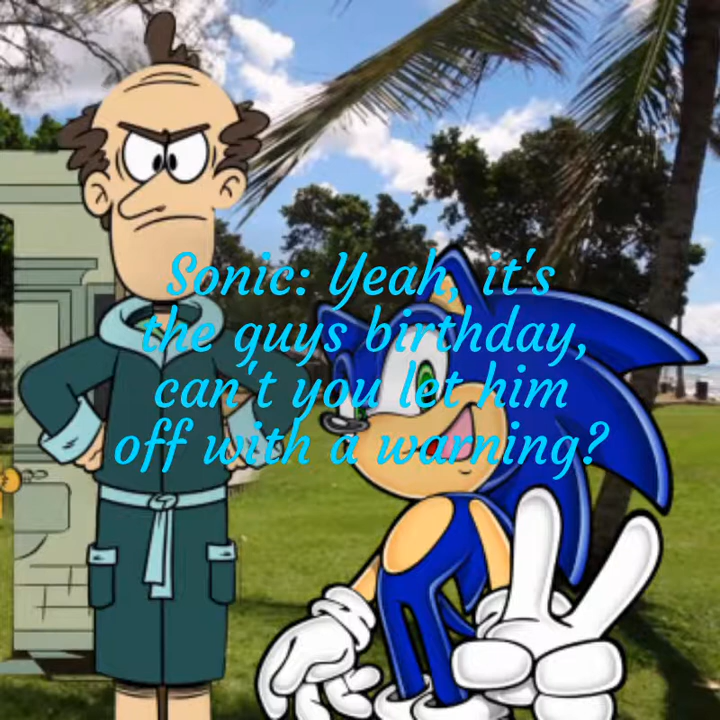 Sonic: Yeah, it's
the guys birthday,
can't you let him
off with a warning?